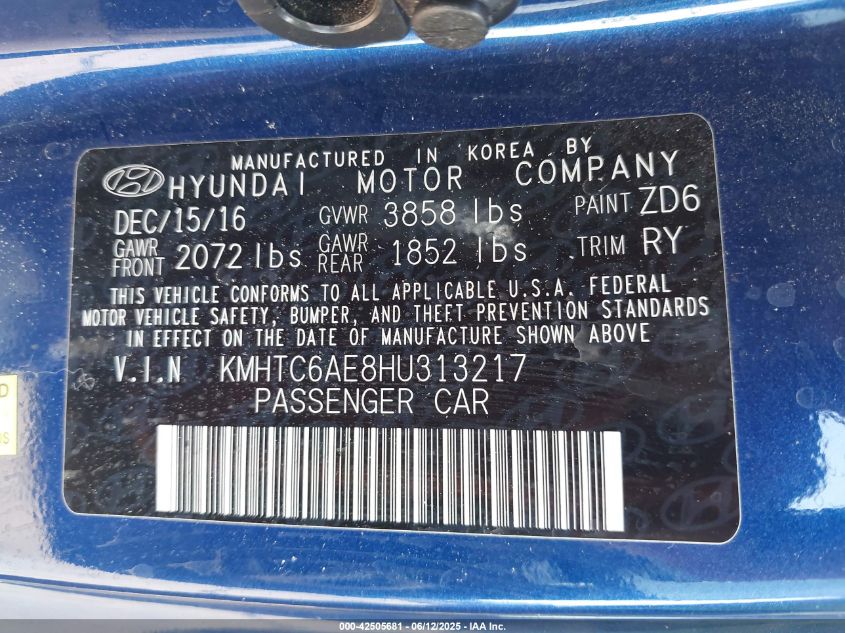 MANUFACTURED IN KOREA BY
HYUNDAI MOTOR COMPANY
DEC/15/16 GVWR 3858 lbs PAINT ZD6
GAWR FRONT 2072 lbs GAWR REAR 1852 lbs TRIM RY
THIS VEHICLE CONFORMS TO ALL APPLICABLE U.S.A. FEDERAL
MOTOR VEHICLE SAFETY, BUMPER, AND THEFT PREVENTION STANDARDS
IN EFFECT ON THE DATE OF MANUFACTURE SHOWN ABOVE
V.I.N KMHTC6AE8HU313217
PASSENGER CAR
000-42505681 - 06/12/2025 - IAA Inc.